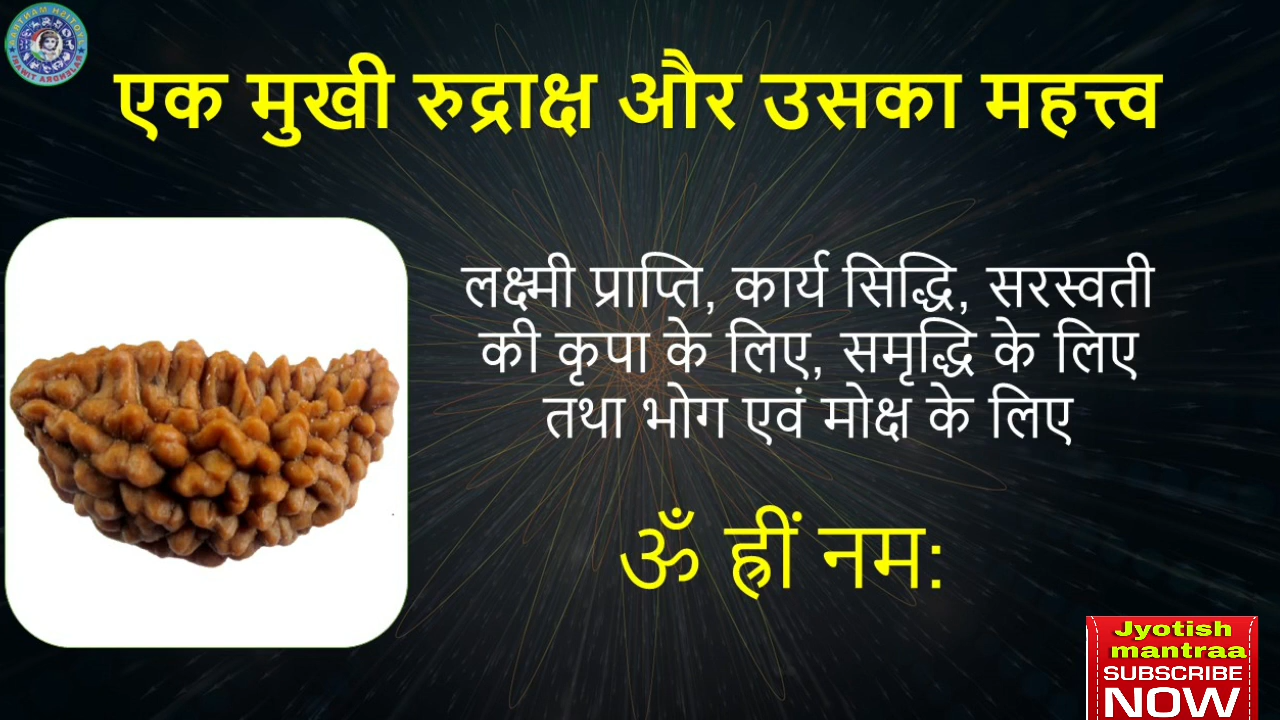 एक मुखी रुद्राक्ष और उसका महत्त्व
लक्ष्मी प्राप्ति, कार्य सिद्धि, सरस्वती
की कृपा के लिए, समृद्धि के लिए
तथा भोग एवं मोक्ष के लिए
ॐ ह्रीं नम:
Jyotish
mantraa
SUBSCRIBE
NOW